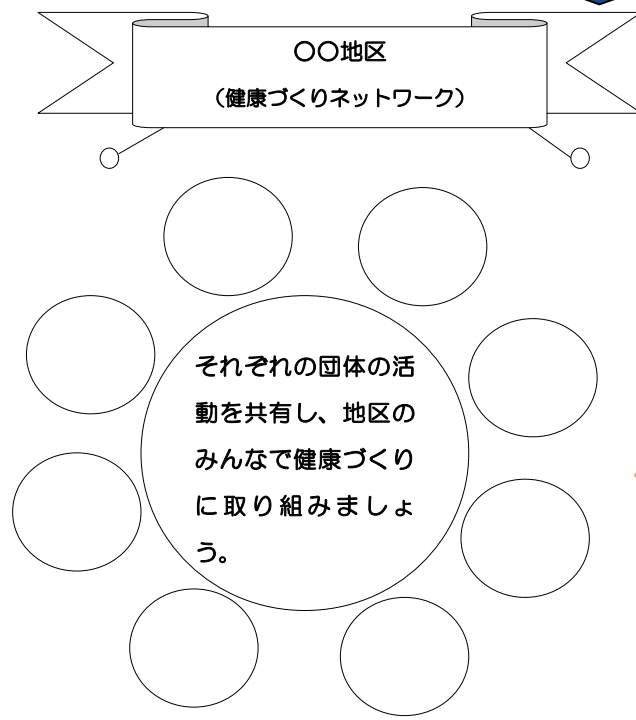 〇〇地区
（健康づくりネットワーク）
それぞれの団体の活
動を共有し、地区の
みんなで健康づくり
に取り組みましょ
う。